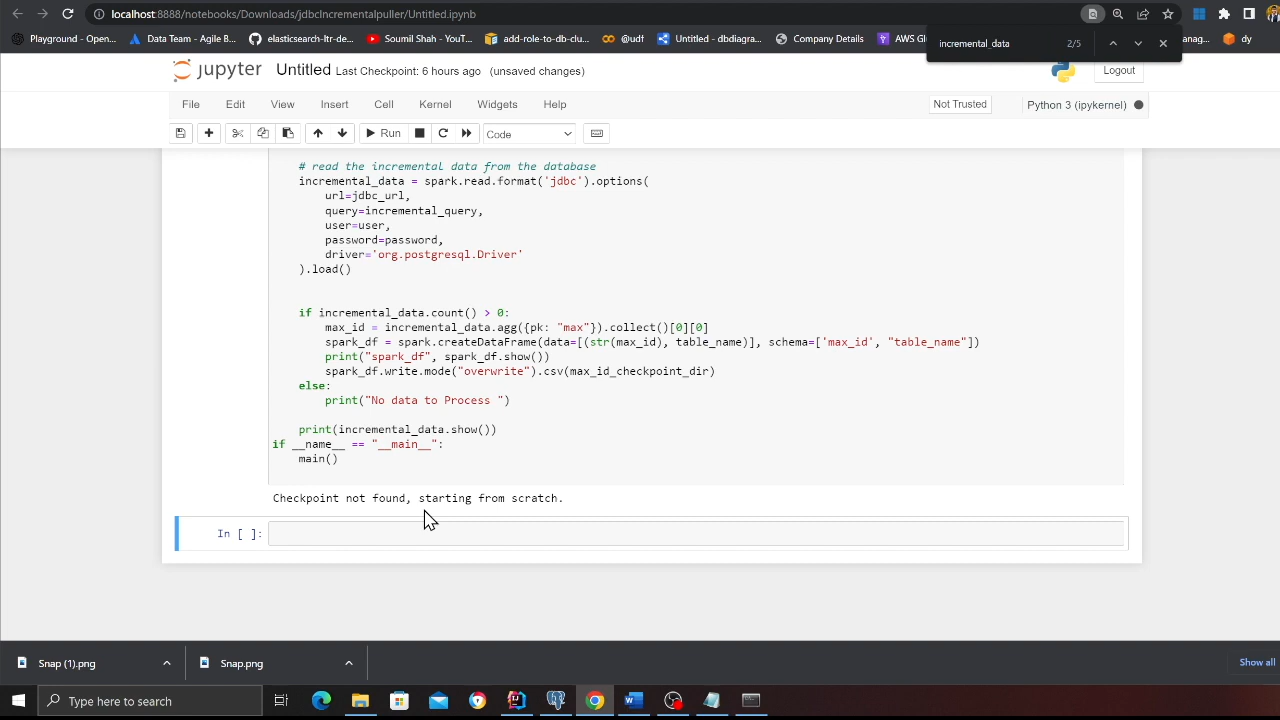 localhost:8888/notebooks/Downloads/jdbcIncrementalpuller/Untitled.ipynb
Playground - Open...
Data Team - Agile B...
elasticsearch-ltr-de...
Soumil Shah - YouT...
add-role-to-db-clu...
@udf
Untitled - dbdiagra...
Company Details
AWS Gl
anag...
dy
incremental_data 2/5
jupyter Untitled Last Checkpoint: 6 hours ago (unsaved changes)
Logout
File Edit View Insert Cell Kernel Widgets Help
Not Trusted
Python 3 (ipykernel)
Run
Code
# read the incremental data from the database
incremental_data = spark.read.format('jdbc').options(
url=jdbc_url,
query=incremental_query,
user=user,
password=password,
driver='org.postgresql.Driver'
).load()
if incremental_data.count() > 0:
max_id = incremental_data.agg({pk: "max"}).collect()[0][0]
spark_df = spark.createDataFrame(data=[(str(max_id), table_name)], schema=['max_id', "table_name"])
print("spark_df", spark_df.show())
spark_df.write.mode("overwrite").csv(max_id_checkpoint_dir)
else:
print("No data to Process ")
print(incremental_data.show())
if __name__ == "__main__":
main()
Checkpoint not found, starting from scratch.
In [ ]:
Snap (1).png
Snap.png
Show all
Type here to search